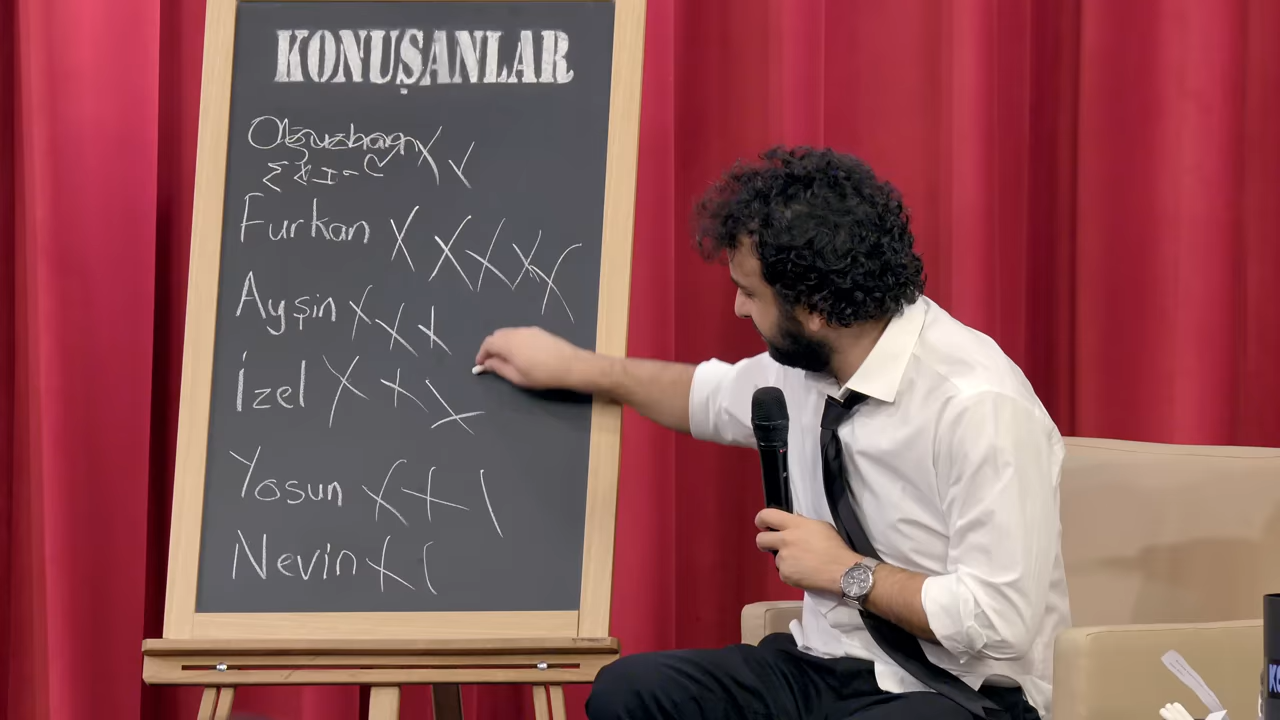 KONUŞANLAR
Oğuzhan X
Furkan X X X X X
Ayşin X X X
İzel X X X
Yosun X X \
Nevin X (